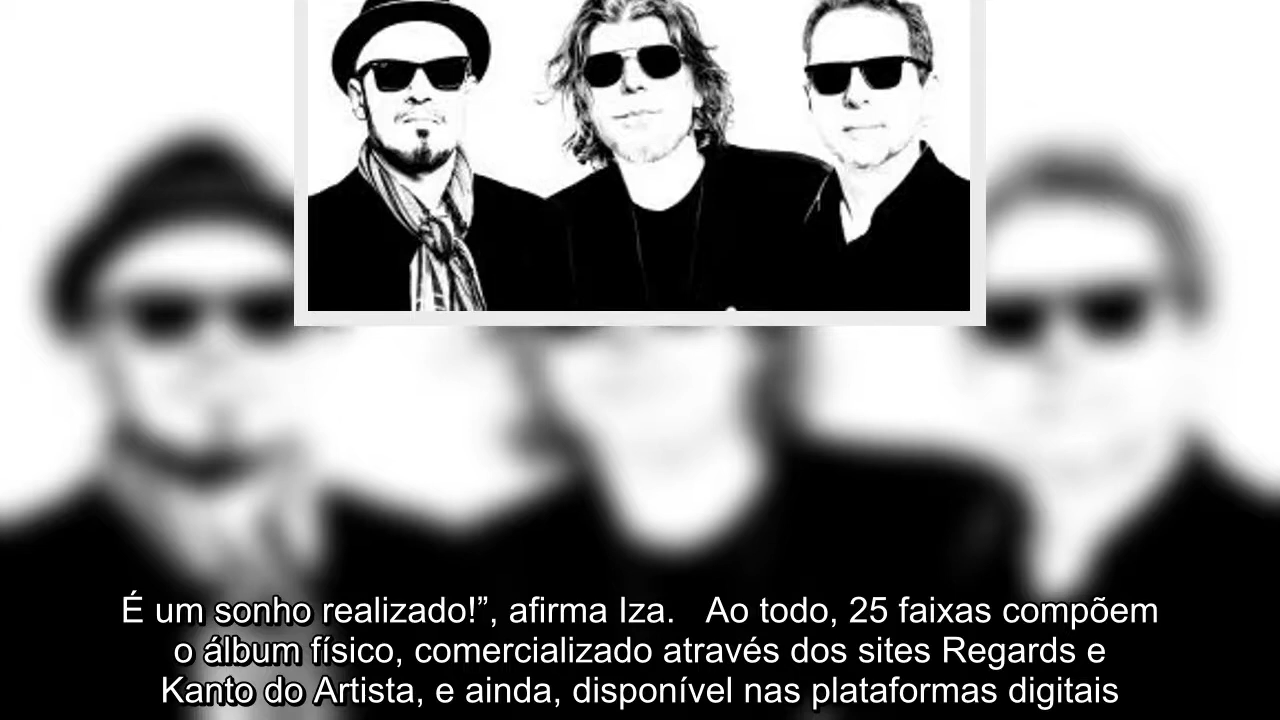 É um sonho realizado!”, afirma Iza.   Ao todo, 25 faixas compõem
o álbum físico, comercializado através dos sites Regards e
Kanto do Artista, e ainda, disponível nas plataformas digitais